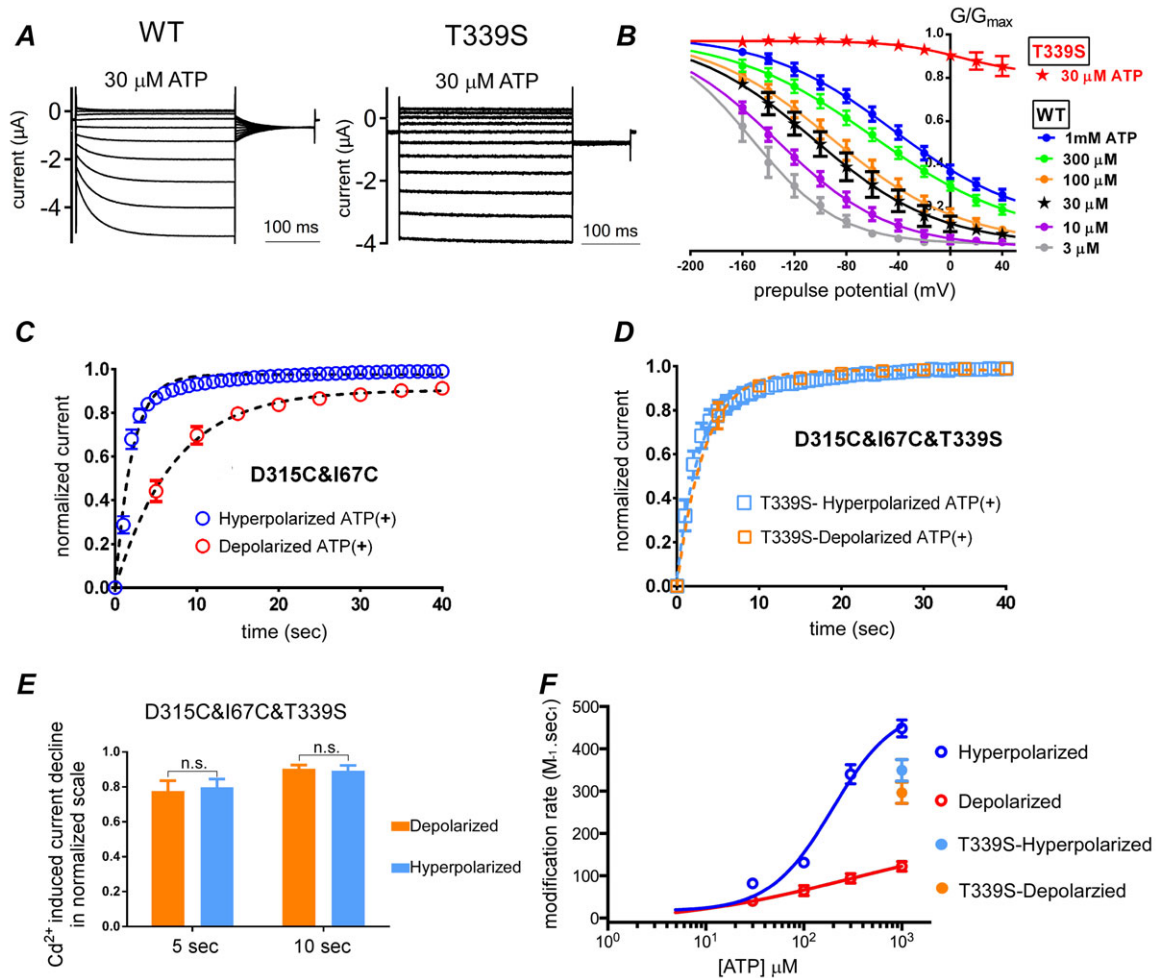 A
WT
30 μM ATP
current (μA)
0
-2
-4
100 ms
T339S
30 μM ATP
current (μA)
0
-2
-4
100 ms
B
G/Gmax
1.0
0.8
0.6
0.4
0.2
-200 -160 -120 -80 -40 0 40
prepulse potential (mV)
T339S
30 μM ATP
WT
1mM ATP
300 μM
100 μM
30 μM
10 μM
3 μM
C
normalized current
1.0
0.8
0.6
0.4
0.2
0.0
0 10 20 30 40
time (sec)
D315C&I67C
Hyperpolarized ATP(+)
Depolarized ATP(+)
D
normalized current
1.0
0.8
0.6
0.4
0.2
0.0
0 10 20 30 40
time (sec)
D315C&I67C&T339S
T339S- Hyperpolarized ATP(+)
T339S-Depolarized ATP(+)
E
D315C&I67C&T339S
Cd2+ induced current decline
in normalized scale
1.0
0.8
0.6
0.4
0.2
0.0
n.s.
n.s.
5 sec 10 sec
Depolarized
Hyperpolarized
F
modification rate (M-1.sec1)
500
400
300
200
100
0
10⁰ 10¹ 10² 10³
[ATP] μM
Hyperpolarized
Depolarized
T339S-Hyperpolarized
T339S-Depolarzied